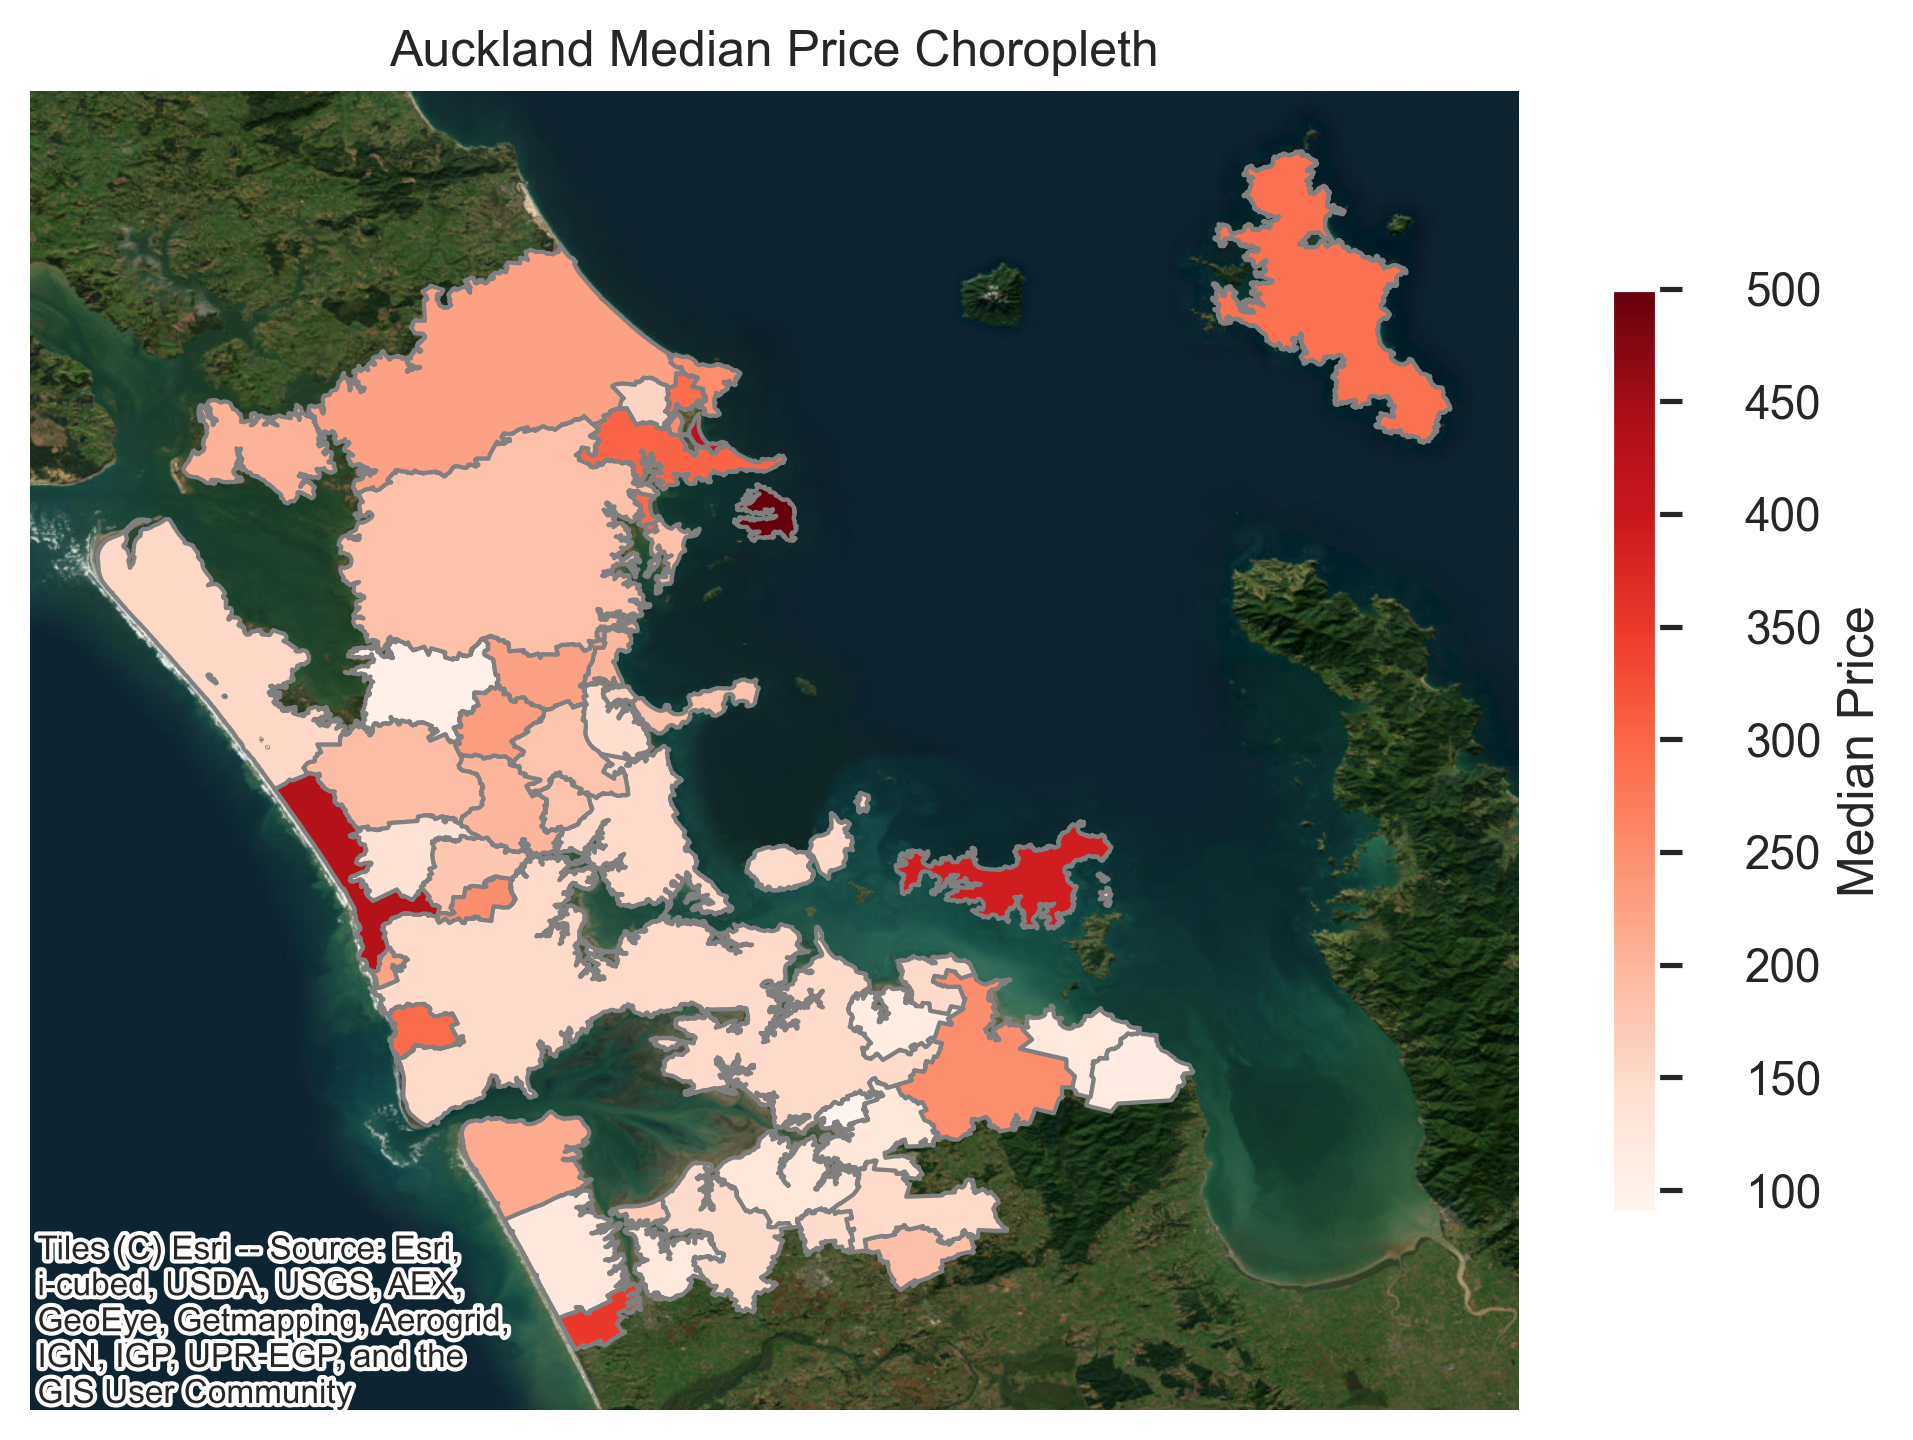 Auckland Median Price Choropleth
500
450
400
350
300
250
200
150
100
Median Price
Tiles (C) Esri -- Source: Esri,
i-cubed, USDA, USGS, AEX,
GeoEye, Getmapping, Aerogrid,
IGN, IGP, UPR-EGP, and the
GIS User Community